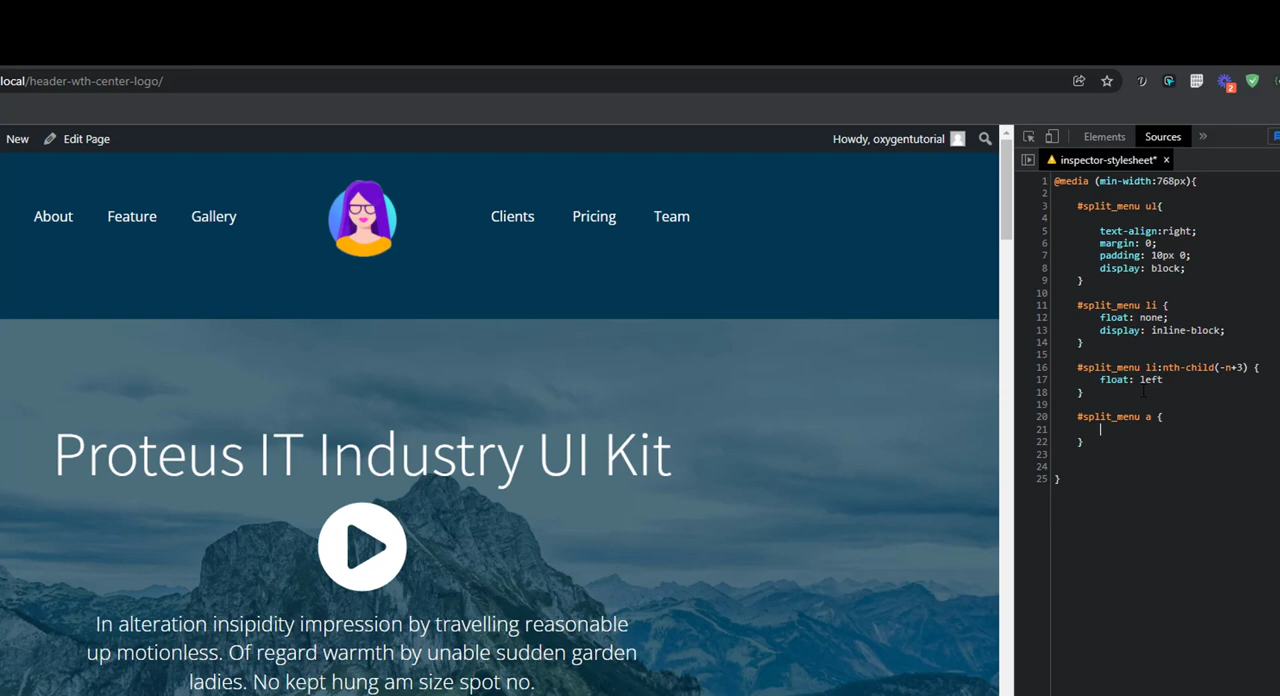 local/header-wth-center-logo/
2
New Edit Page Howdy, oxygentutorial
Elements Sources »
inspector-stylesheet* ×
About Feature Gallery Clients Pricing Team
Proteus IT Industry UI Kit
In alteration insipidity impression by travelling reasonable
up motionless. Of regard warmth by unable sudden garden
ladies. No kept hung am size spot no.
1 @media (min-width:768px){
2
3 #split_menu ul{
4
5 text-align:right;
6 margin: 0;
7 padding: 10px 0;
8 display: block;
9 }
10
11 #split_menu li {
12 float: none;
13 display: inline-block;
14 }
15
16 #split_menu li:nth-child(-n+3) {
17 float: left
18 }
19
20 #split_menu a {
21
22 }
23
24
25 }